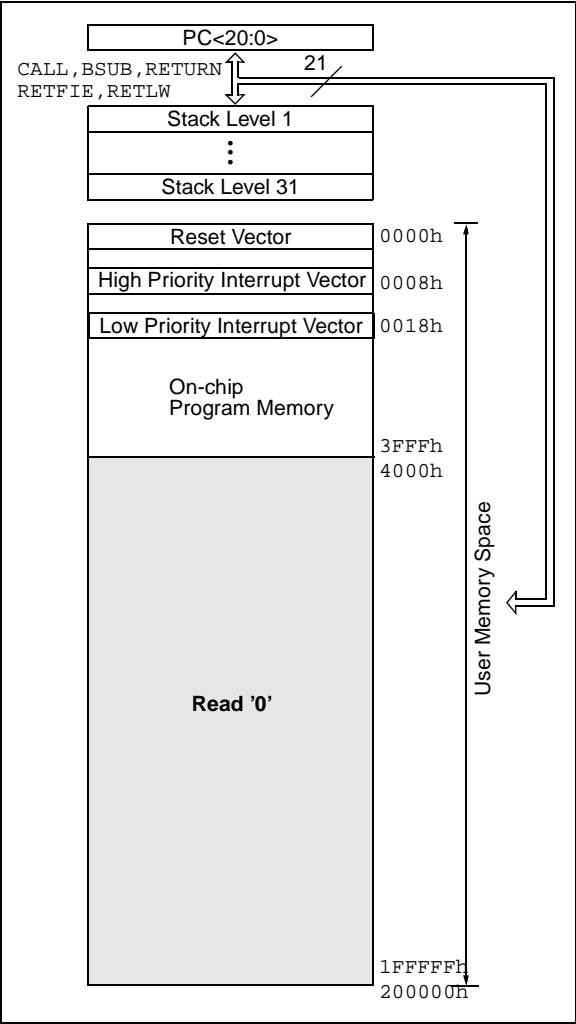 PC<20:0>
CALL,BSUB,RETURN
21
RETFIE,RETLW
Stack Level 1
Stack Level 31
Reset Vector 0000h
High Priority Interrupt Vector 0008h
Low Priority Interrupt Vector 0018h
On-chip
Program Memory
3FFFh
4000h
User Memory Space
Read '0'
1FFFFFh
200000h